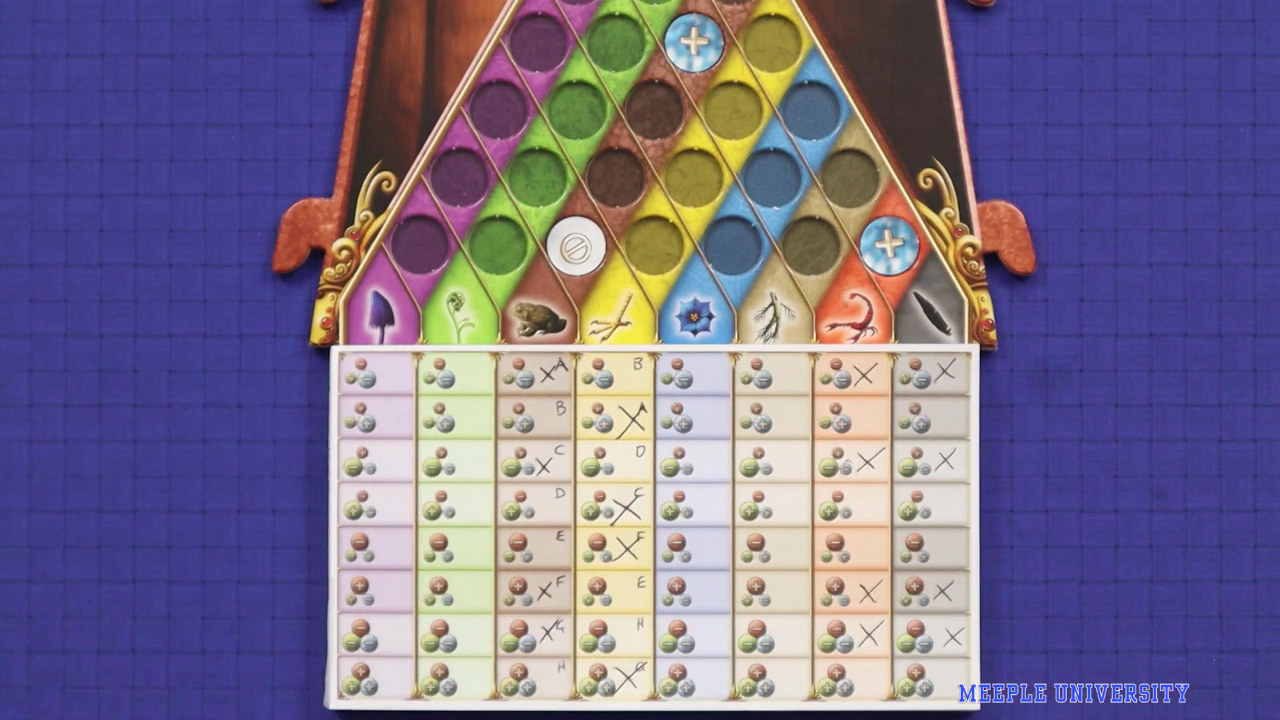 X A B X X
B X A
X C D X X
D X C
E X F
X F E X X
X G H X X
H X G
MEEPLE UNIVERSITY